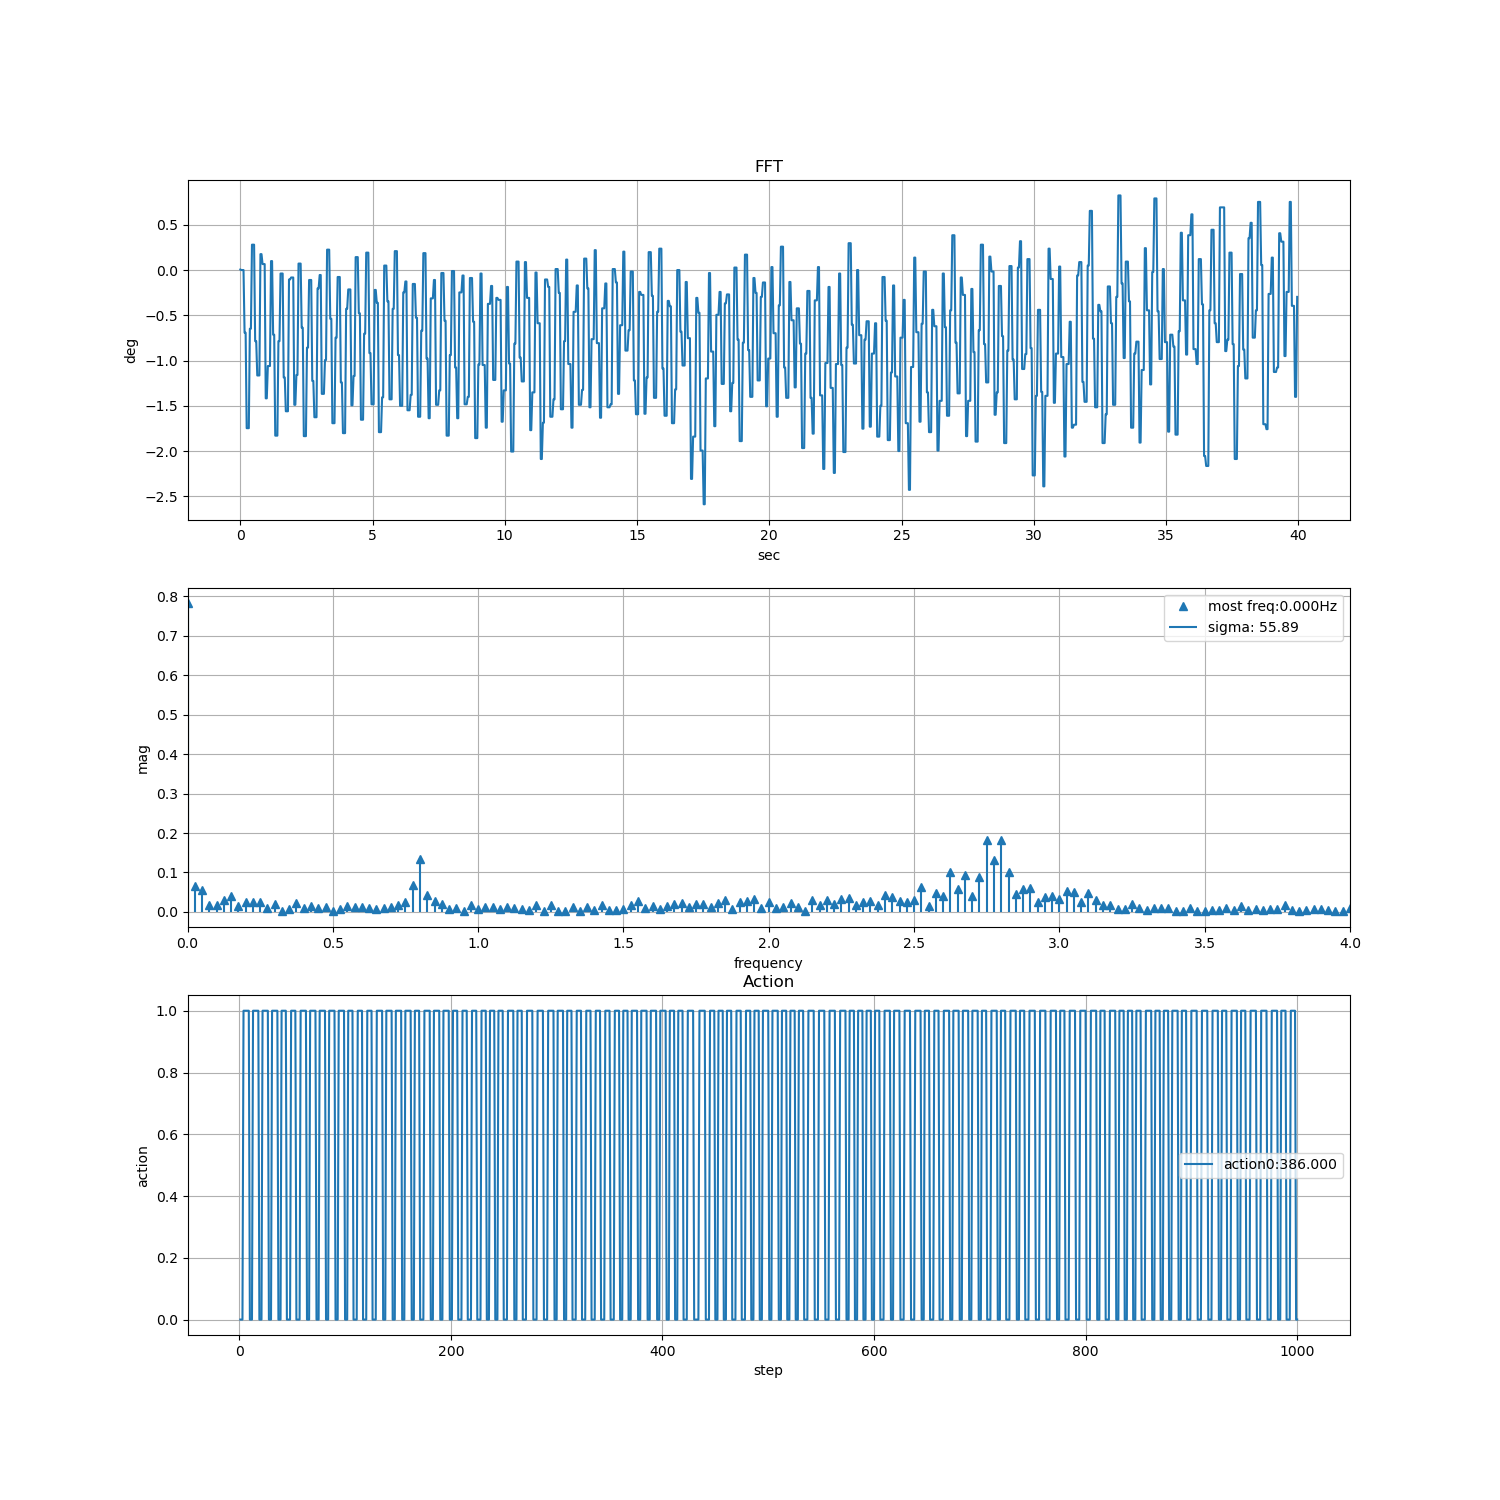 FFT
0.5
0.0
−0.5
−1.0
−1.5
−2.0
−2.5
deg
0 5 10 15 20 25 30 35 40
sec
0.8
0.7
0.6
0.5
0.4
0.3
0.2
0.1
0.0
mag
most freq:0.000Hz
sigma: 55.89
0.0 0.5 1.0 1.5 2.0 2.5 3.0 3.5 4.0
frequency
Action
1.0
0.8
0.6
0.4
0.2
0.0
action
action0:386.000
0 200 400 600 800 1000
step